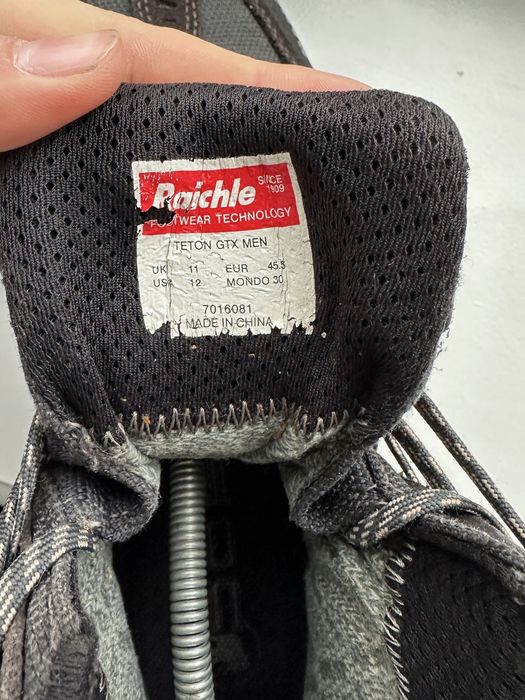 Raichle SINCE 1909
FOOTWEAR TECHNOLOGY
TETON GTX MEN
UK 11 EUR 45.5
US 12 MONDO 30
7016081
MADE IN CHINA